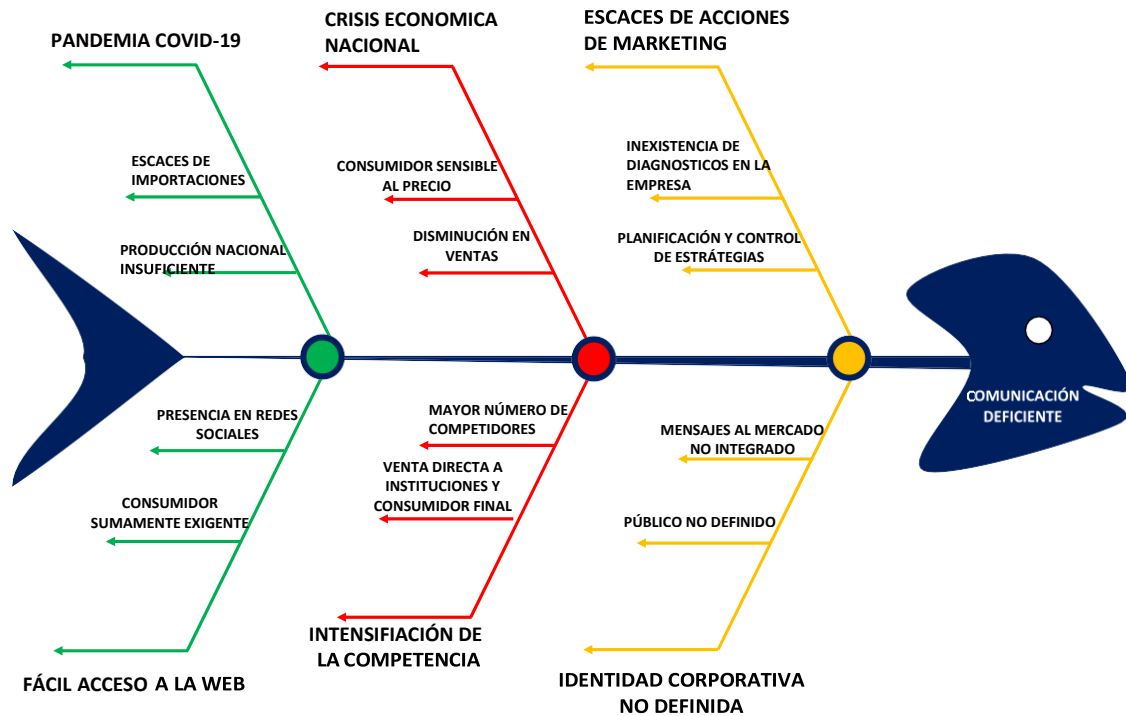 PANDEMIA COVID-19
CRISIS ECONOMICA
NACIONAL
ESCACES DE ACCIONES
DE MARKETING
ESCACES DE
IMPORTACIONES
PRODUCCIÓN NACIONAL
INSUFICIENTE
CONSUMIDOR SENSIBLE
AL PRECIO
DISMINUCIÓN EN
VENTAS
INEXISTENCIA DE
DIAGNOSTICOS EN LA
EMPRESA
PLANIFICACIÓN Y CONTROL
DE ESTRÁTEGIAS
COMUNICACIÓN
DEFICIENTE
PRESENCIA EN REDES
SOCIALES
CONSUMIDOR
SUMAMENTE EXIGENTE
MAYOR NÚMERO DE
COMPETIDORES
VENTA DIRECTA A
INSTITUCIONES Y
CONSUMIDOR FINAL
MENSAJES AL MERCADO
NO INTEGRADO
PÚBLICO NO DEFINIDO
FÁCIL ACCESO A LA WEB
INTENSIFIACIÓN DE
LA COMPETENCIA
IDENTIDAD CORPORATIVA
NO DEFINIDA